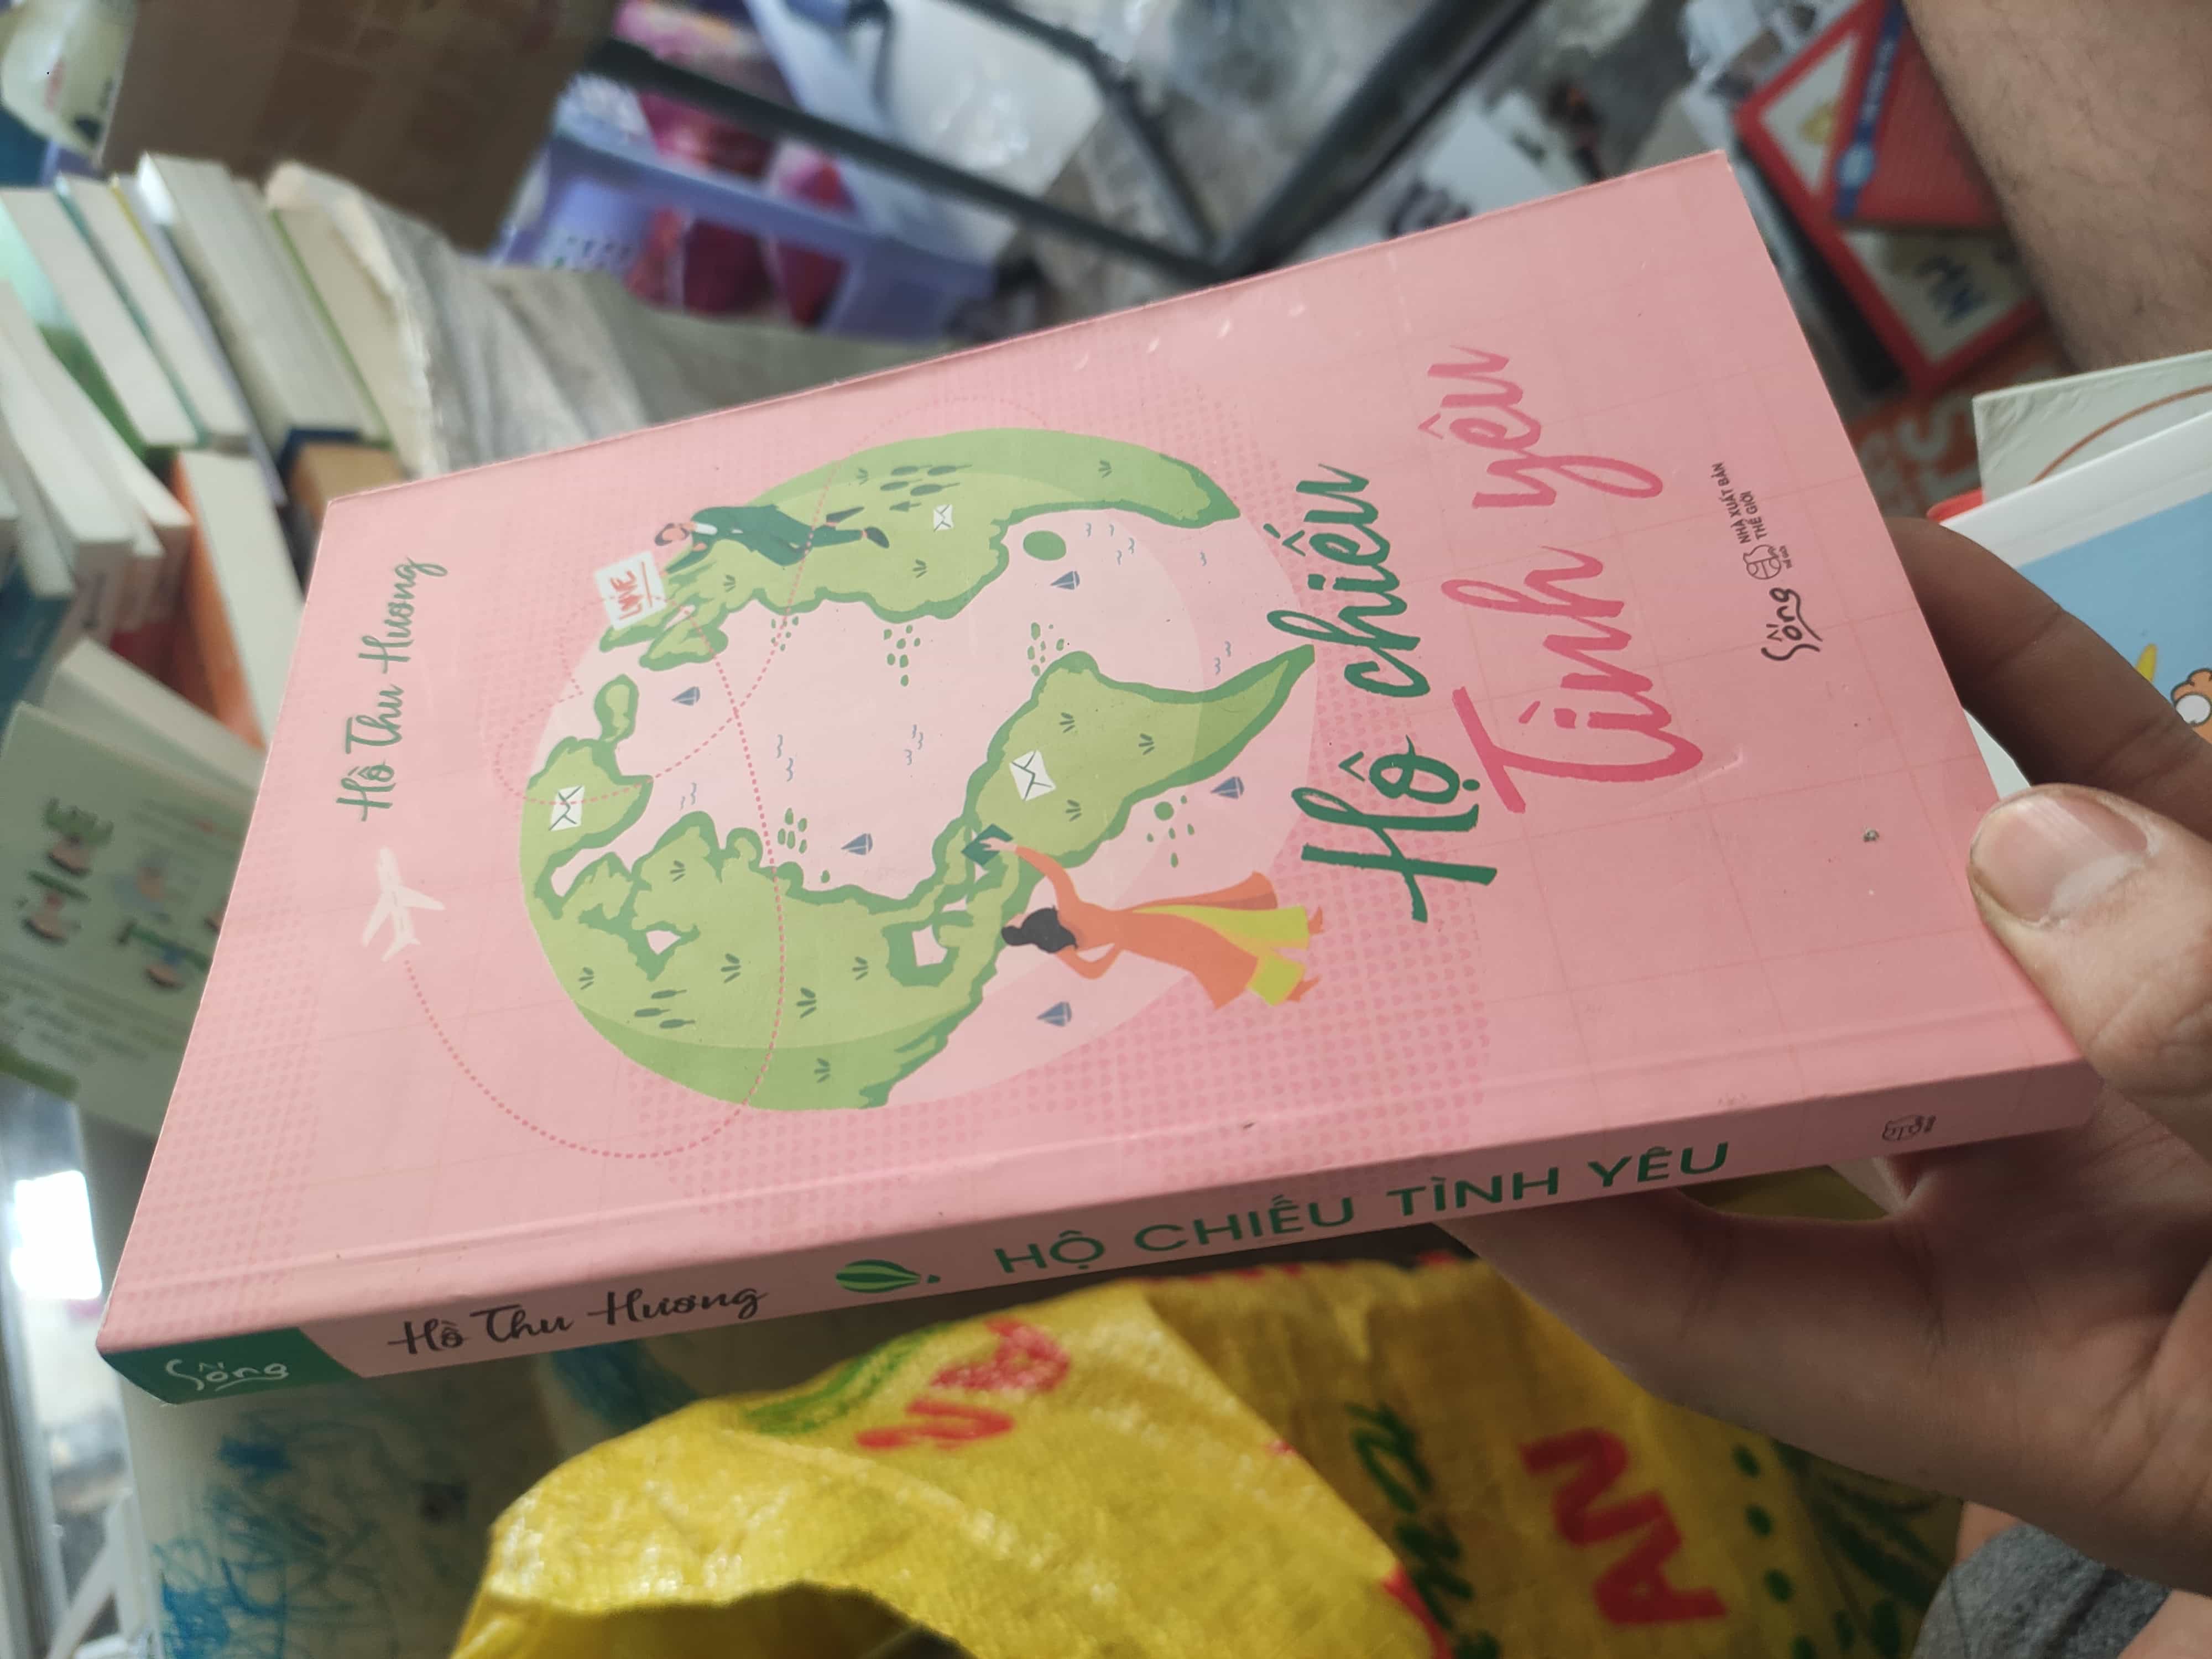 Hồ Thu Hương
LOVE
Hộ chiếu
Tình yêu
Sống
NHÀ XUẤT BẢN
THẾ GIỚI
Sống
Hồ Thu Hương
HỘ CHIẾU TÌNH YÊU
AN